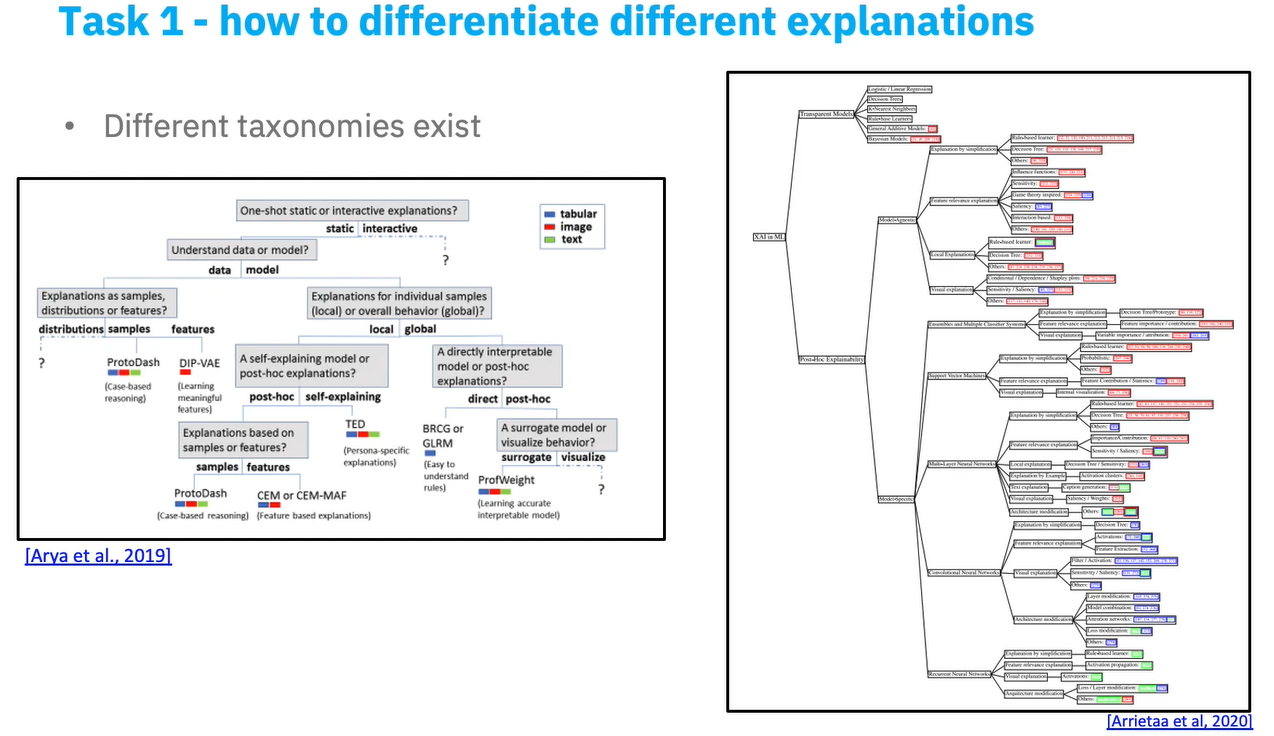 Task 1 - how to differentiate different explanations
• Different taxonomies exist
One-shot static or interactive explanations?
static interactive
tabular
image
text
Understand data or model?
?
data model
Explanations as samples,
distributions or features?
Explanations for individual samples
(local) or overall behavior (global)?
distributions samples features
local global
?
ProtoDash
(Case-based
reasoning)
DIP-VAE
(Learning
meaningful
features)
A self-explaining model or
post-hoc explanations?
A directly interpretable
model or post-hoc
explanations?
post-hoc self-explaining
direct post-hoc
Explanations based on
samples or features?
TED
(Persona-specific
explanations)
BRCG or
GLRM
(Easy to
understand
rules)
A surrogate model or
visualize behavior?
samples features
surrogate visualize
ProtoDash
(Case-based reasoning)
CEM or CEM-MAF
(Feature based explanations)
ProfWeight
(Learning accurate
interpretable model)
?
[Arya et al., 2019]
XAI in ML
Transparent Models
Logistic / Linear Regression
Decision Trees
K-Nearest Neighbors
Rule-base Learners
General Additive Models:
Bayesian Models:
Post-Hoc Explainability
Model-Agnostic
Explanation by simplification
Rule-based learner:
Decision Tree:
Others:
Feature relevance explanation
Influence functions:
Sensitivity:
Game theory inspired:
Saliency:
Interaction based:
Others:
Local Explanations
Rule-based learner:
Decision Tree:
Others:
Visual explanation
Conditional / Dependence / Shapley plots:
Sensitivity / Saliency:
Others:
Model-Specific
Ensembles and Multiple Classifier Systems
Explanation by simplification
Decision Tree/Prototype:
Feature relevance explanation
Feature importance / contribution:
Visual explanation
Variable importance / attribution:
Support Vector Machines
Explanation by simplification
Rule-based learner:
Probabilistic:
Others:
Feature relevance explanation
Feature Contribution / Statistics:
Visual explanation
Internal visualization:
Multi-Layer Neural Networks
Explanation by simplification
Rule-based learner:
Decision Tree:
Others:
Feature relevance explanation
Importance/Contribution:
Sensitivity / Saliency:
Local explanation
Decision Tree / Sensitivity:
Explanation by Example
Activation clusters:
Text explanation
Caption generation:
Visual explanation
Saliency / Weights:
Architecture modification
Others:
Convolutional Neural Networks
Explanation by simplification
Decision Tree:
Feature relevance explanation
Activations:
Feature Extraction:
Visual explanation
Filter / Activation:
Sensitivity / Saliency:
Others:
Architecture modification
Layer modification:
Model combination:
Attention networks:
Loss modification:
Others:
Recurrent Neural Networks
Explanation by simplification
Rule-based learner:
Feature relevance explanation
Activation propagation:
Visual explanation
Activations:
Arquitecture modification
Loss / Layer modification:
Others:
[Arrietaa et al, 2020]